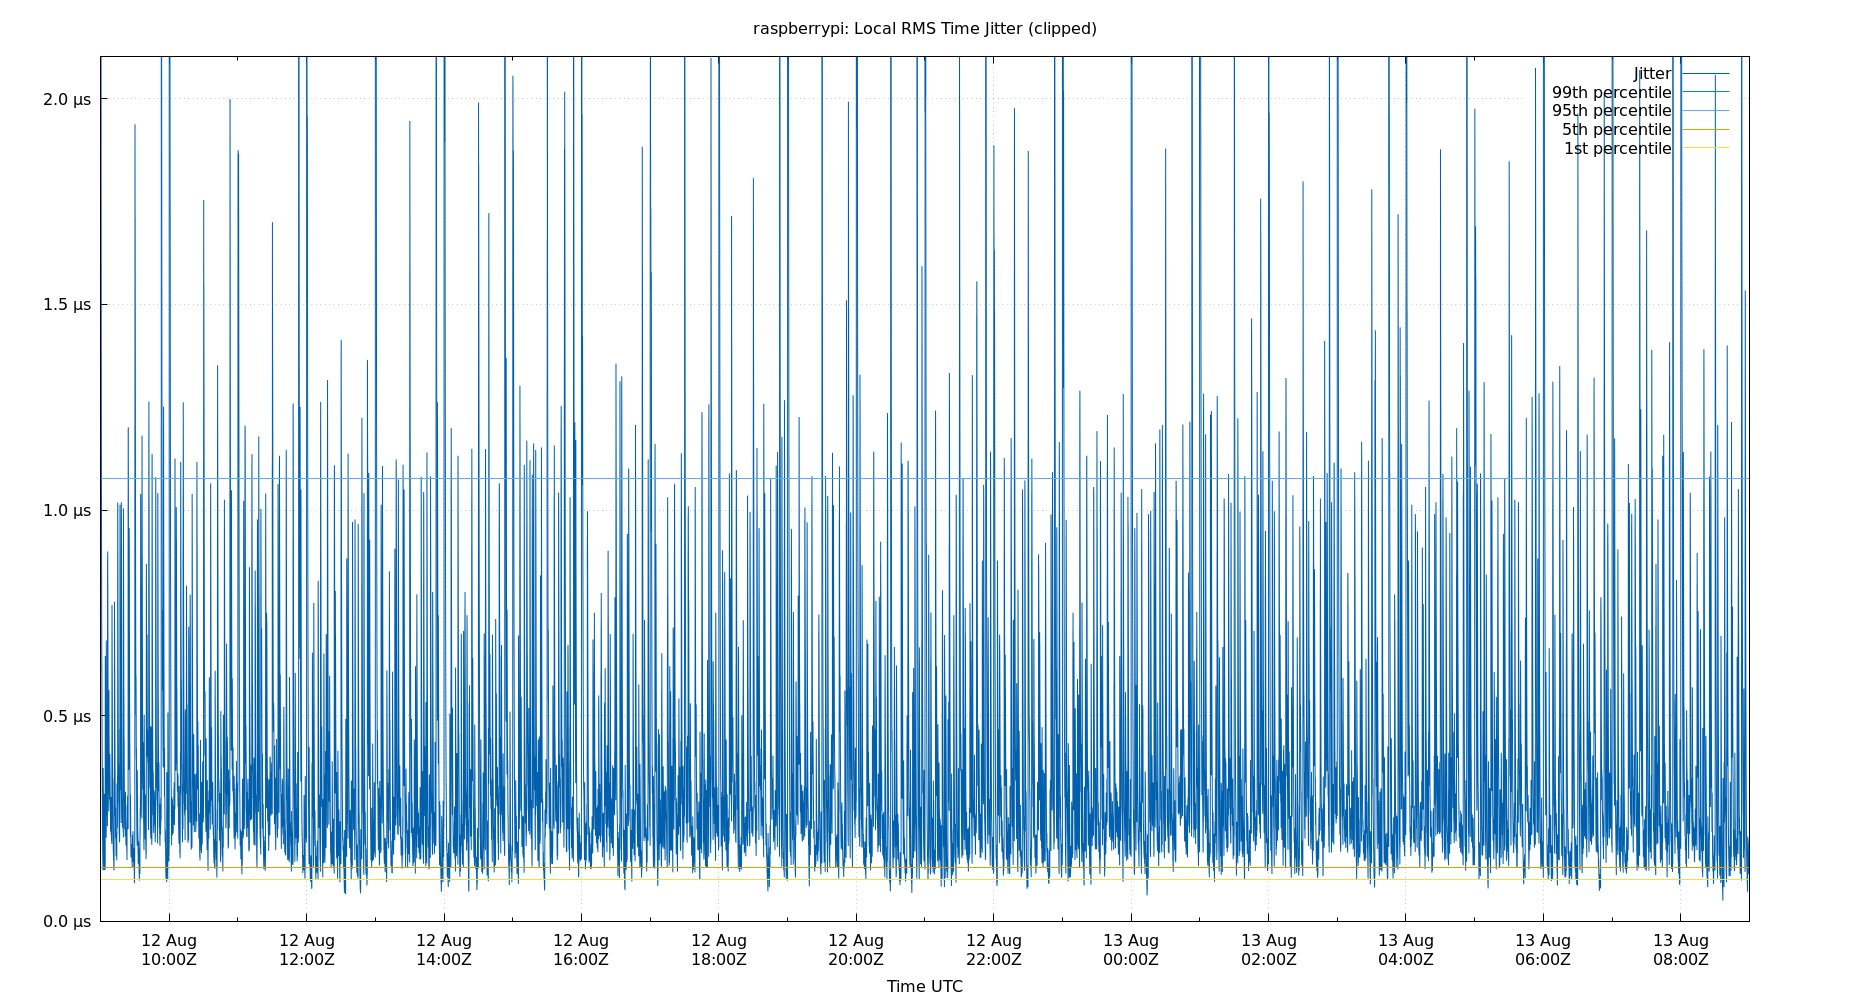 raspberrypi: Local RMS Time Jitter (clipped)
Jitter
99th percentile
95th percentile
5th percentile
1st percentile
2.0 µs
1.5 µs
1.0 µs
0.5 µs
0.0 µs
12 Aug 12 Aug 12 Aug 12 Aug 12 Aug 12 Aug 12 Aug 13 Aug 13 Aug 13 Aug 13 Aug 13 Aug
10:00Z 12:00Z 14:00Z 16:00Z 18:00Z 20:00Z 22:00Z 00:00Z 02:00Z 04:00Z 06:00Z 08:00Z
Time UTC